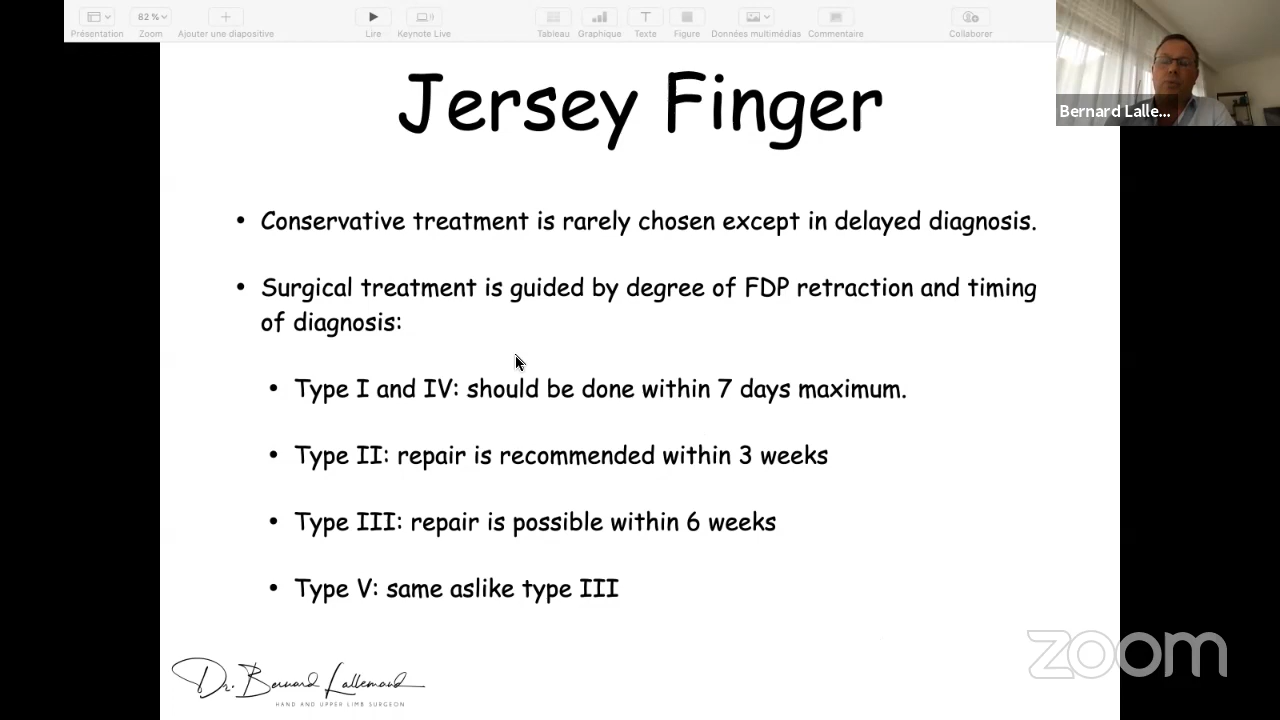 82 %
Présentation
Zoom
Ajouter une diapositive
Lire
Keynote Live
Tableau
Graphique
Texte
Figure
Données multimédias
Commentaire
Collaborer
Bernard Lalle...
Jersey Finger
• Conservative treatment is rarely chosen except in delayed diagnosis.
• Surgical treatment is guided by degree of FDP retraction and timing
of diagnosis:
• Type I and IV: should be done within 7 days maximum.
• Type II: repair is recommended within 3 weeks
• Type III: repair is possible within 6 weeks
• Type V: same aslike type III
Dr. Bernard Lallemand
HAND AND UPPER LIMB SURGEON
zoom